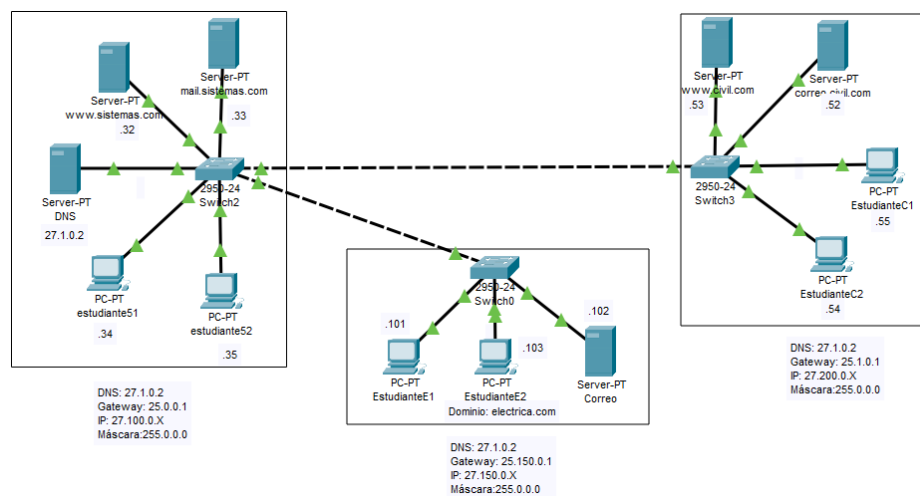 Server-PT
www.sistemas.com
.32
Server-PT
mail.sistemas.com
.33
Server-PT
DNS
27.1.0.2
2950-24
Switch2
PC-PT
estudiante51
.34
PC-PT
estudiante52
.35
DNS: 27.1.0.2
Gateway: 25.0.0.1
IP: 27.100.0.X
Máscara:255.0.0.0
2950-24
Switch0
.101
PC-PT
EstudianteE1
.103
PC-PT
EstudianteE2
.102
Server-PT
Correo
Dominio: electrica.com
DNS: 27.1.0.2
Gateway: 25.150.0.1
IP: 27.150.0.X
Máscara:255.0.0.0
Server-PT
www.civil.com
.53
Server-PT
correo.civil.com
.52
2950-24
Switch3
PC-PT
EstudianteC1
.55
PC-PT
EstudianteC2
.54
DNS: 27.1.0.2
Gateway: 25.1.0.1
IP: 27.200.0.X
Máscara:255.0.0.0